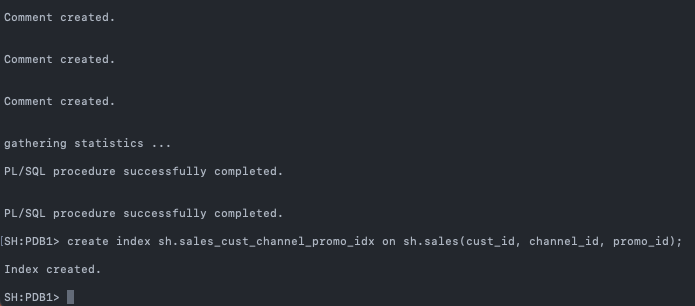 Comment created.
Comment created.
Comment created.
gathering statistics ...
PL/SQL procedure successfully completed.
PL/SQL procedure successfully completed.
[SH:PDB1> create index sh.sales_cust_channel_promo_idx on sh.sales(cust_id, channel_id, promo_id);
Index created.
SH:PDB1>